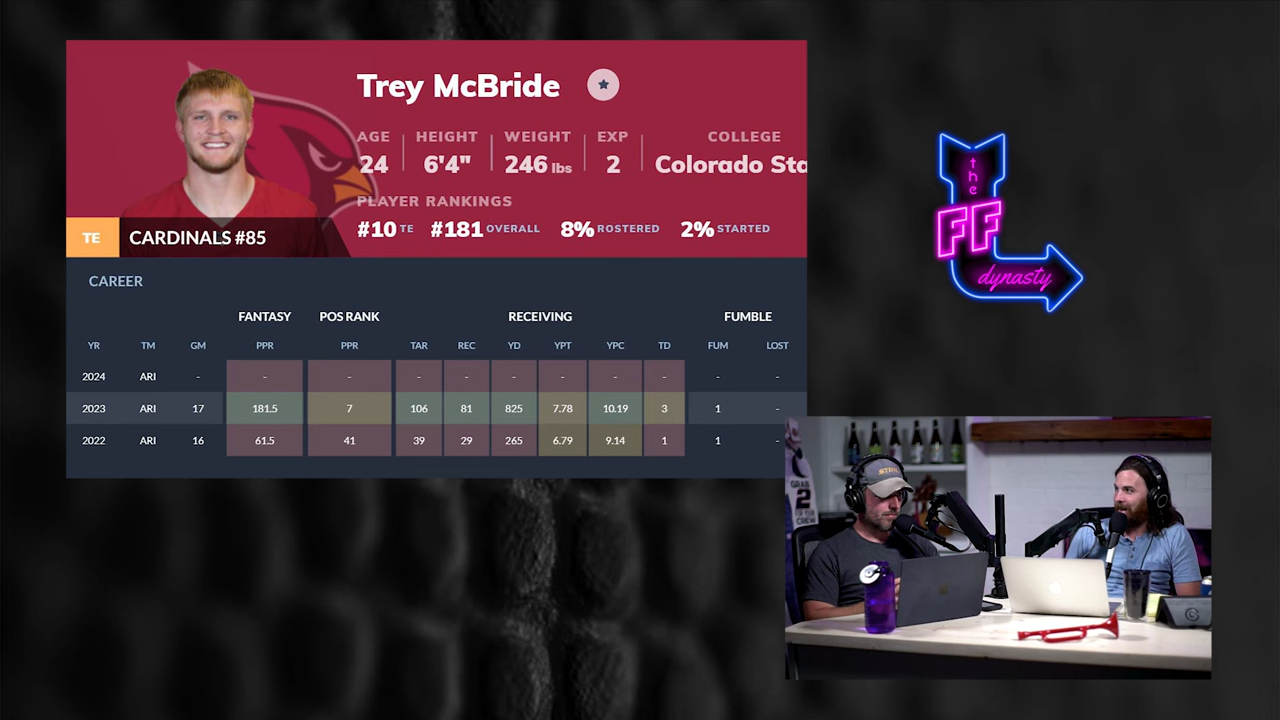 Trey McBride
AGE HEIGHT WEIGHT EXP COLLEGE
24 6'4" 246 lbs 2 Colorado Sta
PLAYER RANKINGS
#10 TE #181 OVERALL 8% ROSTERED 2% STARTED
TE CARDINALS #85
CAREER
FANTASY POS RANK RECEIVING FUMBLE
YR TM GM PPR PPR TAR REC YD YPT YPC TD FUM LOST
2024 ARI - - - - - - - - - - -
2023 ARI 17 181.5 7 106 81 825 7.78 10.19 3 1 -
2022 ARI 16 61.5 41 39 29 265 6.79 9.14 1 1 -
the
FF
dynasty
GRAB
2
CREW